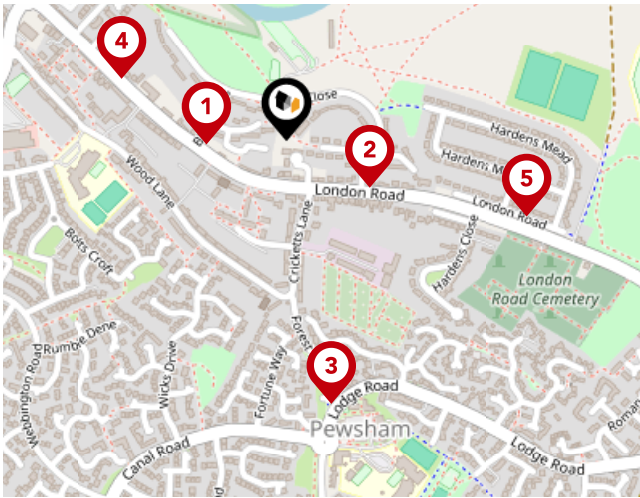 4
1
Close
2
Hardens Mead
5
London Road
London Road
Wood Lane
Cricketts Lane
Hardens Close
London
Road Cemetery
Bolts Croft
Rumble Dene
Webbington Road
Wicks Drive
Fortune Way
Forest
3
Lodge Road
Pewsham
Canal Road
Lodge Road
Roman